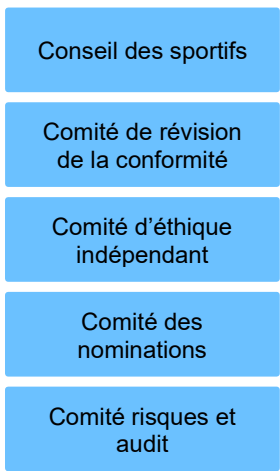 Conseil des sportifs
Comité de révision
de la conformité
Comité d'éthique
indépendant
Comité des
nominations
Comité risques et
audit